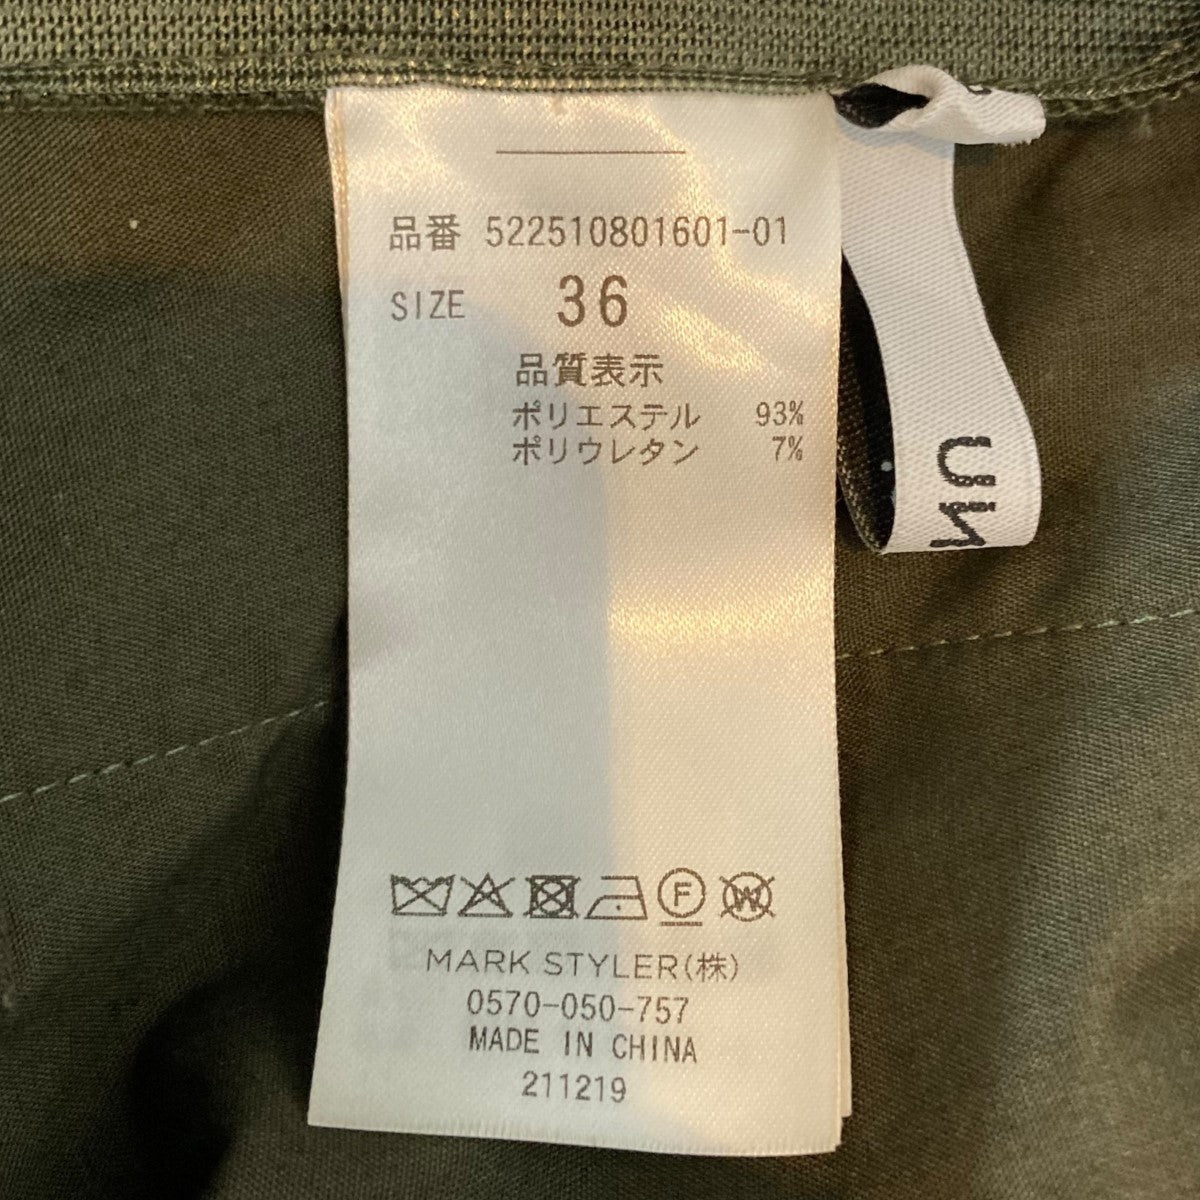 品番 522510801601-01
SIZE 36
品質表示
ポリエステル 93%
ポリウレタン 7%
F W
MARK STYLER(株)
0570-050-757
MADE IN CHINA
211219